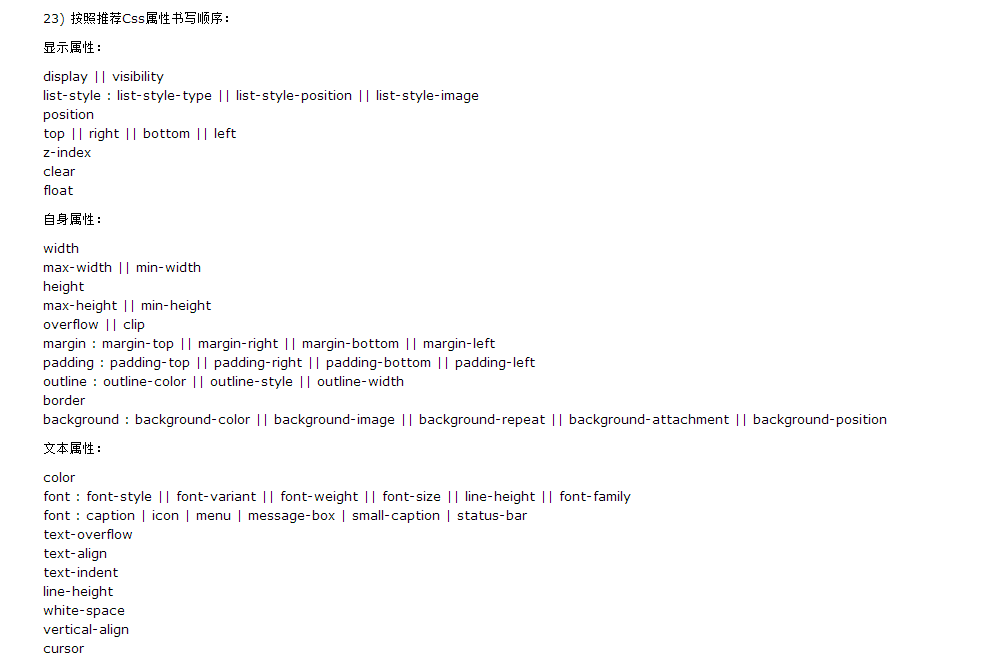 23) 按照推荐Css属性书写顺序：
显示属性：
display || visibility
list-style : list-style-type || list-style-position || list-style-image
position
top || right || bottom || left
z-index
clear
float
自身属性：
width
max-width || min-width
height
max-height || min-height
overflow || clip
margin : margin-top || margin-right || margin-bottom || margin-left
padding : padding-top || padding-right || padding-bottom || padding-left
outline : outline-color || outline-style || outline-width
border
background : background-color || background-image || background-repeat || background-attachment || background-position
文本属性：
color
font : font-style || font-variant || font-weight || font-size || line-height || font-family
font : caption | icon | menu | message-box | small-caption | status-bar
text-overflow
text-align
text-indent
line-height
white-space
vertical-align
cursor